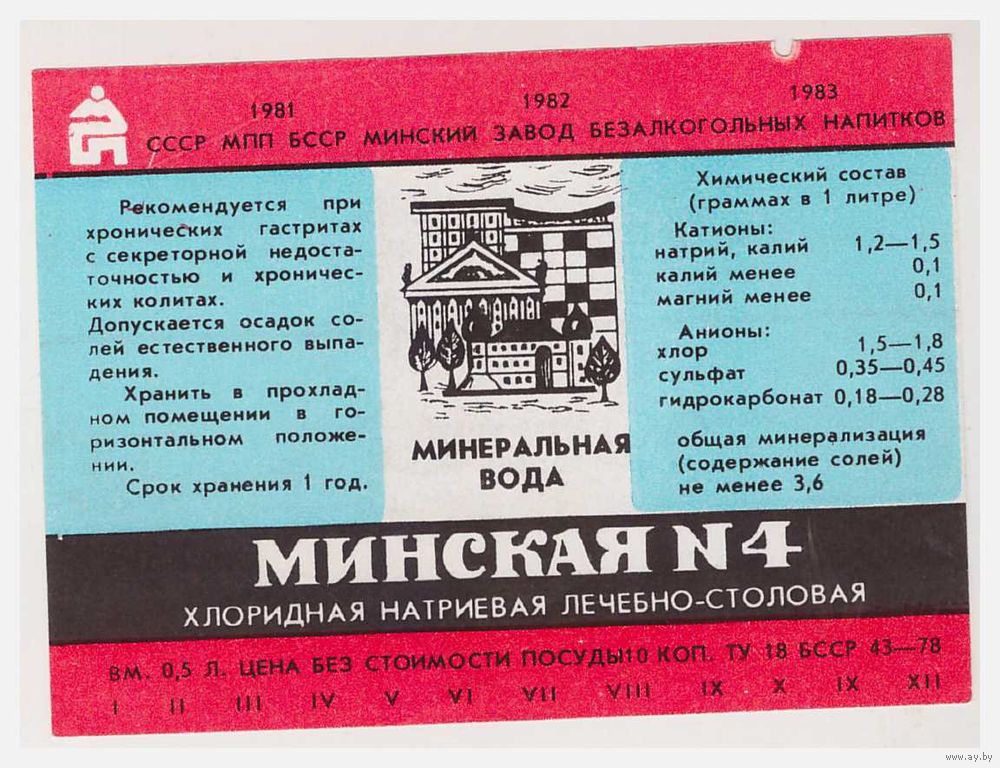 1981 1982 1983
СССР МПП БССР МИНСКИЙ ЗАВОД БЕЗАЛКОГОЛЬНЫХ НАПИТКОВ
Рекомендуется при
хронических гастритах
с секреторной недоста-
точностью и хроничес-
ких колитах.
Допускается осадок со-
лей естественного выпа-
дения.
Хранить в прохлад-
ном помещении в го-
ризонтальном положе-
нии.
Срок хранения 1 год.
МИНЕРАЛЬНАЯ
ВОДА
Химический состав
(граммах в 1 литре)
Катионы:
натрий, калий 1,2—1,5
калий менее 0,1
магний менее 0,1
Анионы:
хлор 1,5—1,8
сульфат 0,35—0,45
гидрокарбонат 0,18—0,28
общая минерализация
(содержание солей)
не менее 3,6
МИНСКАЯ N4
ХЛОРИДНАЯ НАТРИЕВАЯ ЛЕЧЕБНО-СТОЛОВАЯ
ВМ. 0,5 Л. ЦЕНА БЕЗ СТОИМОСТИ ПОСУДЫ10 КОП. ТУ 18 БССР 43—78
I II III IV V VI VII VIII IX X IX XII
www.ay.by